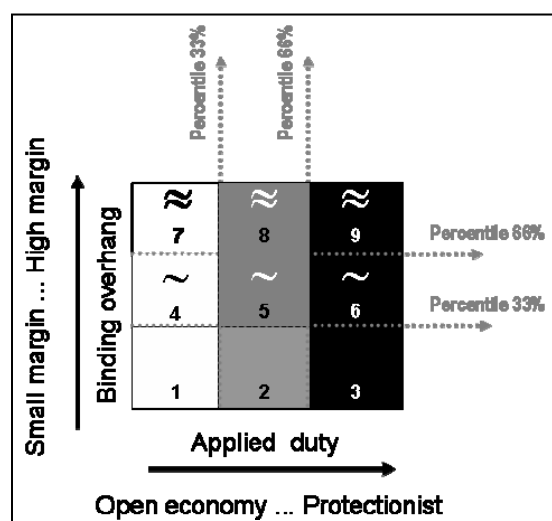 Percentile 33%
Percentile 66%
Small margin ... High margin
Binding overhang
7 8 9
Percentile 66%
4 5 6
Percentile 33%
1 2 3
Applied duty
Open economy ... Protectionist